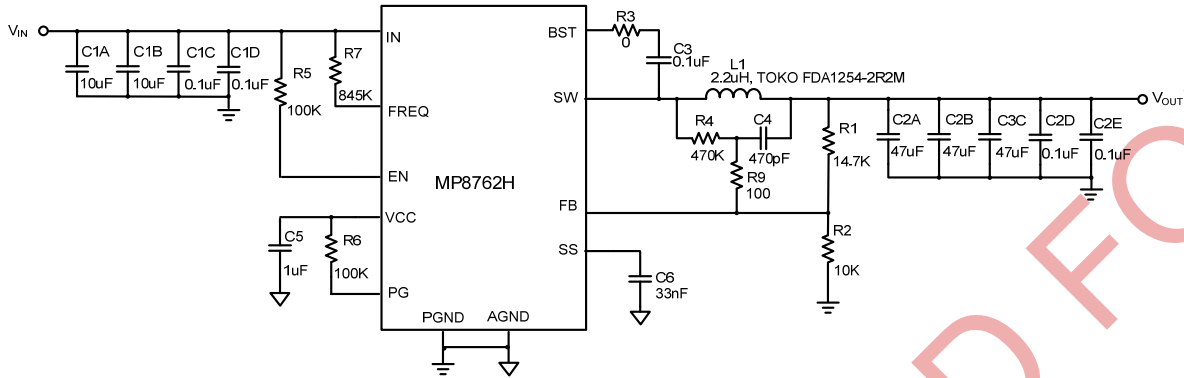 V_IN
C1A
10uF
C1B
10uF
C1C
0.1uF
C1D
0.1uF
R5
100K
R7
845K
IN
FREQ
EN
VCC
PG
PGND
AGND
MP8762H
BST
SW
FB
SS
C5
1uF
R6
100K
R3
0
C3
0.1uF
L1
2.2uH, TOKO FDA1254-2R2M
R4
470K
C4
470pF
R9
100
R1
14.7K
R2
10K
C6
33nF
C2A
47uF
C2B
47uF
C3C
47uF
C2D
0.1uF
C2E
0.1uF
V_OUT
D FO